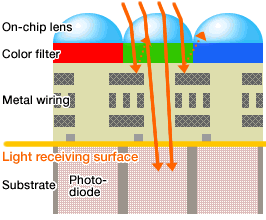 On-chip lens
Color filter
Metal wiring
Light receiving surface
Substrate
Photo-
diode